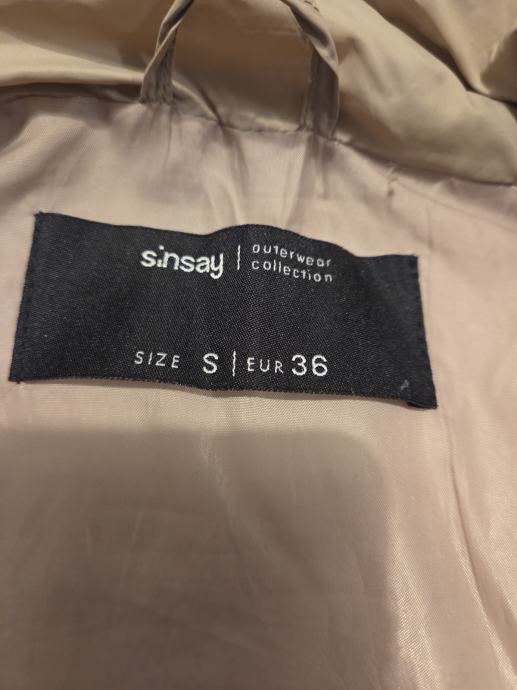 sinsay | outerwear
collection
SIZE S | EUR 36